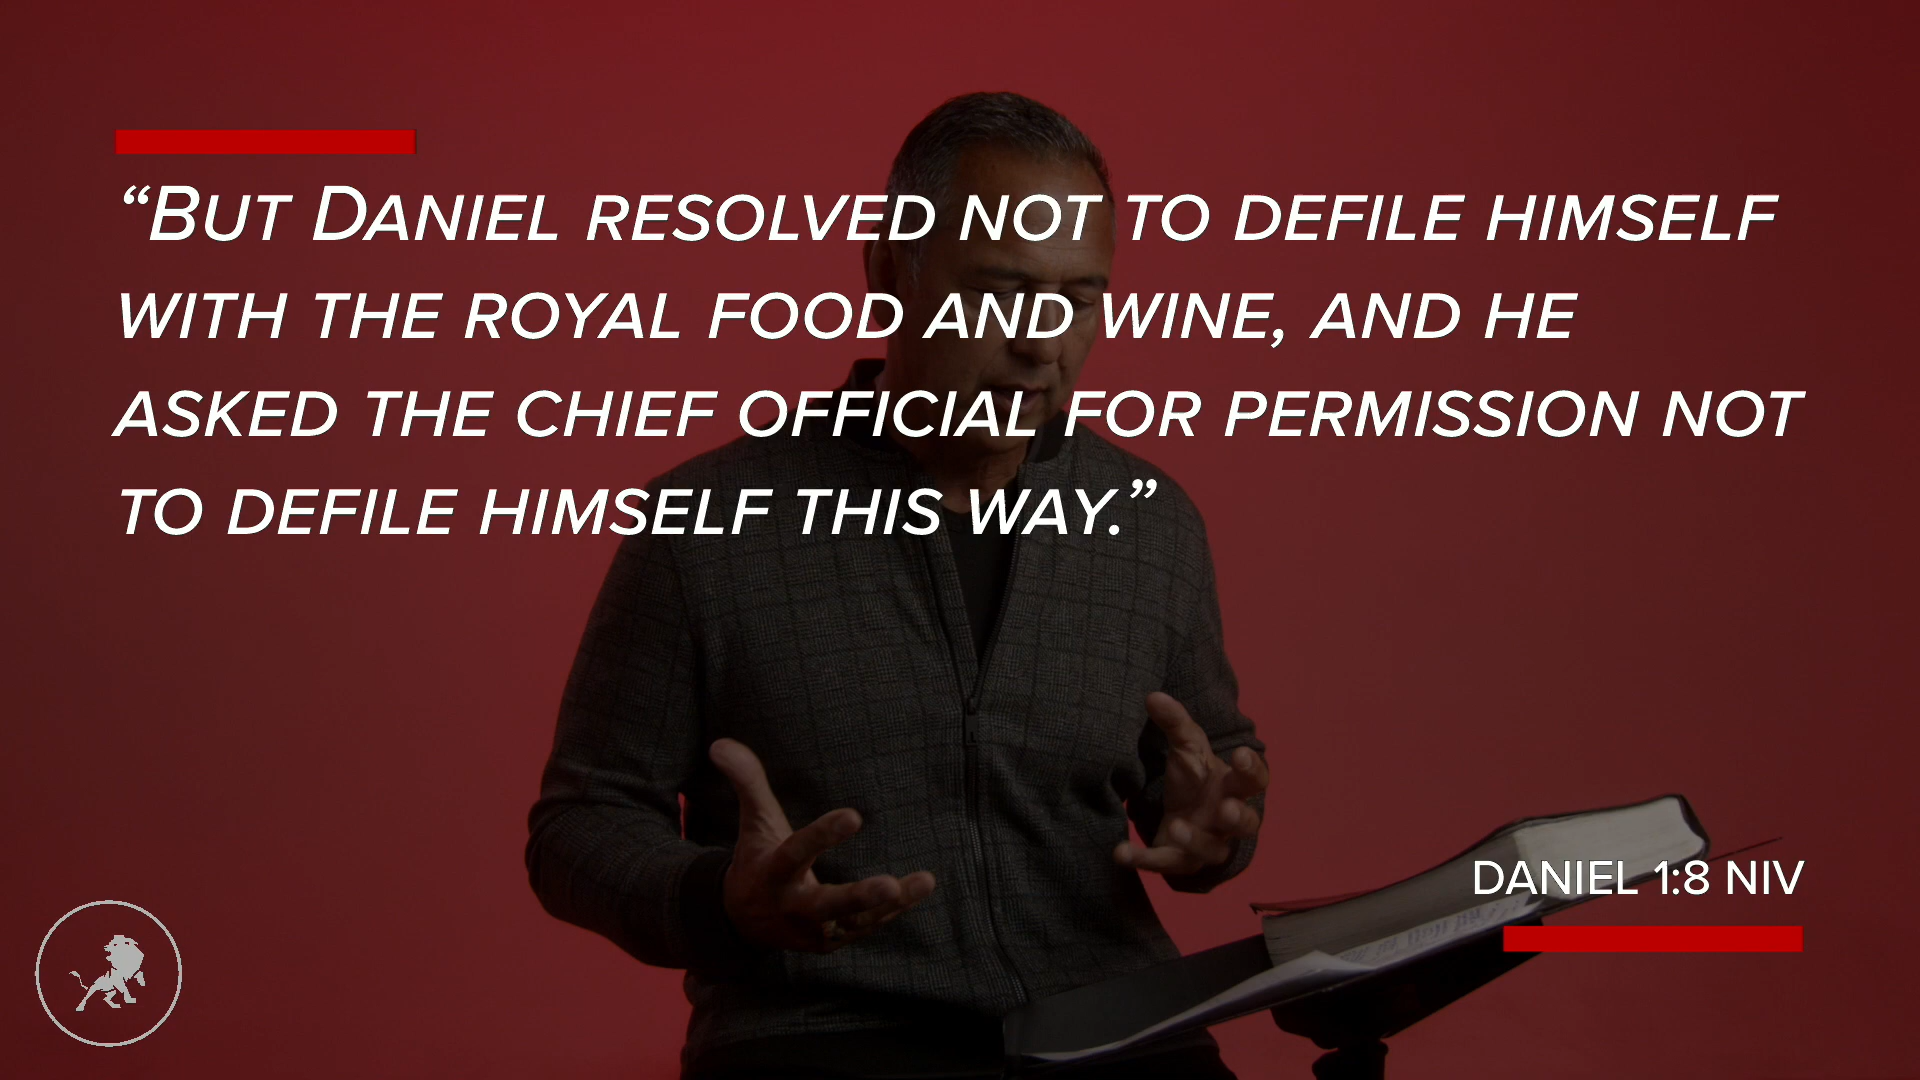 “But Daniel resolved not to defile himself
with the royal food and wine, and he
asked the chief official for permission not
to defile himself this way.”
DANIEL 1:8 NIV